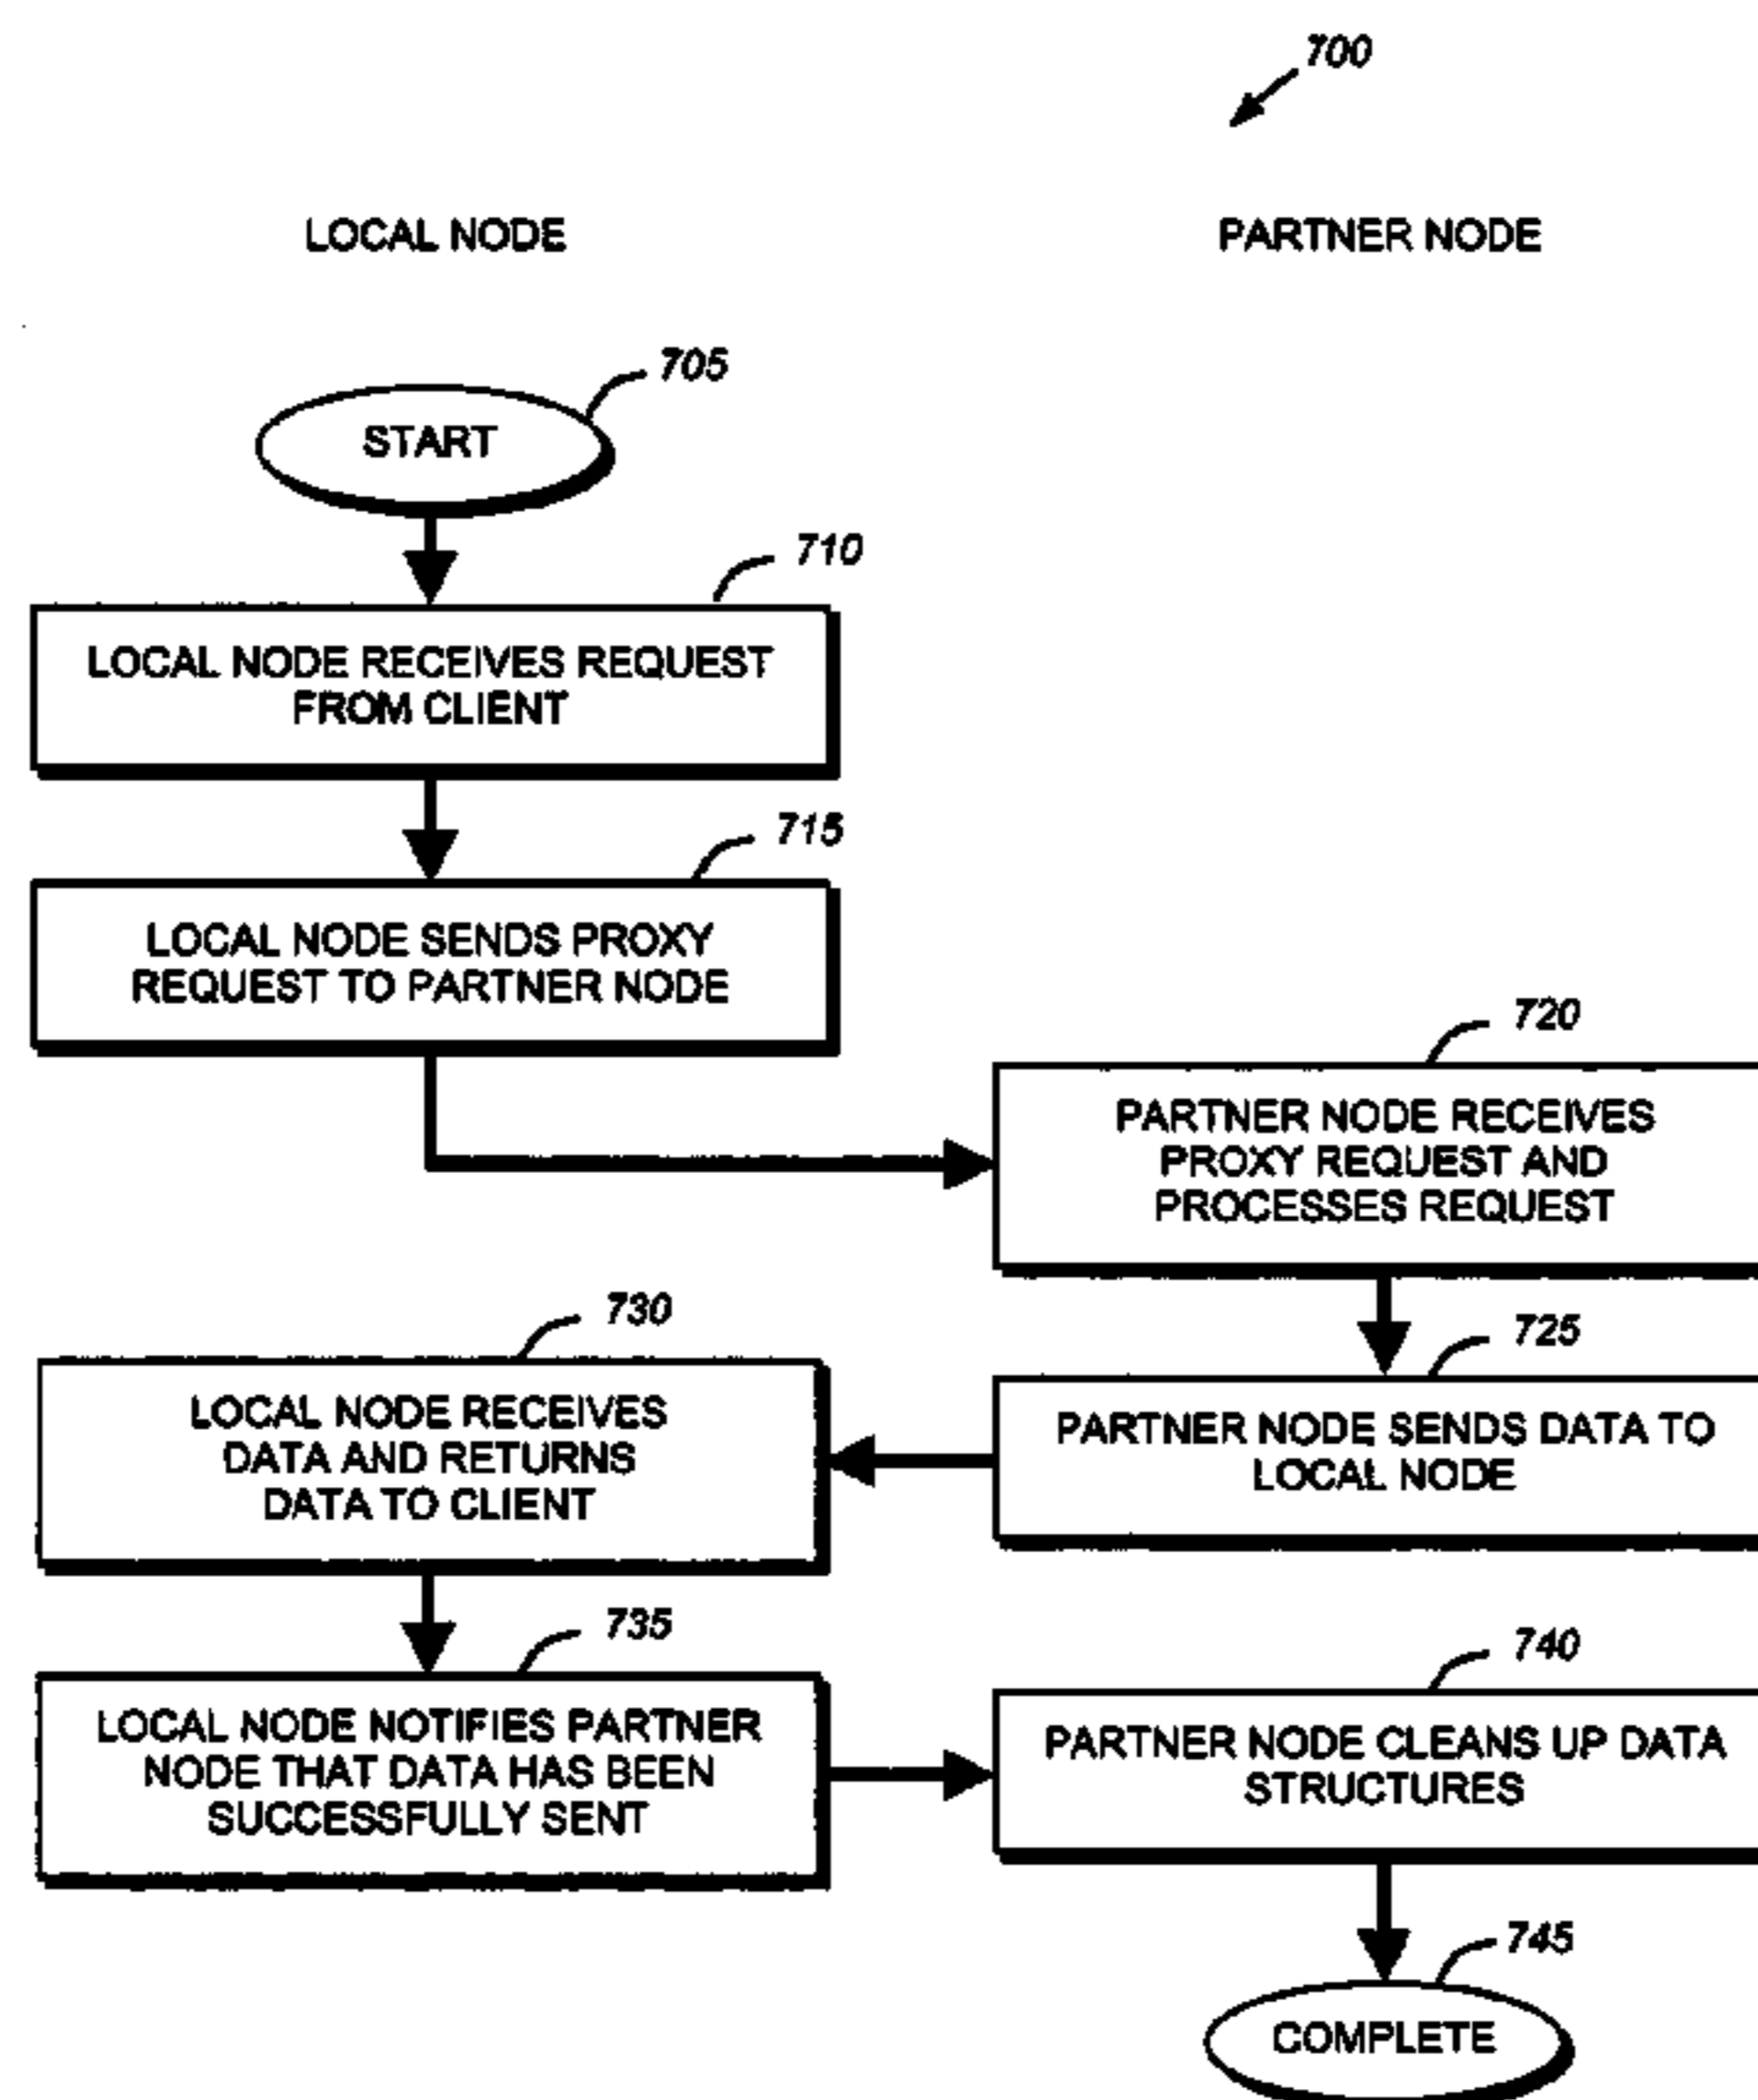 700
LOCAL NODE
PARTNER NODE
705
START
710
LOCAL NODE RECEIVES REQUEST
FROM CLIENT
715
LOCAL NODE SENDS PROXY
REQUEST TO PARTNER NODE
720
PARTNER NODE RECEIVES
PROXY REQUEST AND
PROCESSES REQUEST
725
PARTNER NODE SENDS DATA TO
LOCAL NODE
730
LOCAL NODE RECEIVES
DATA AND RETURNS
DATA TO CLIENT
735
LOCAL NODE NOTIFIES PARTNER
NODE THAT DATA HAS BEEN
SUCCESSFULLY SENT
740
PARTNER NODE CLEANS UP DATA
STRUCTURES
745
COMPLETE